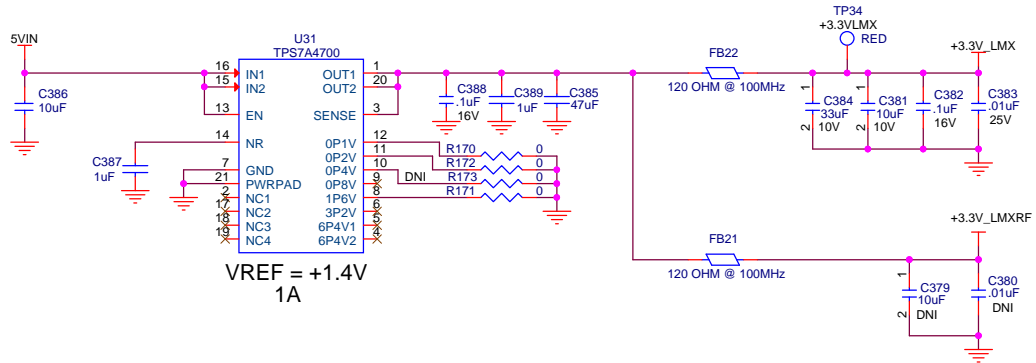 TP34
+3.3VLMX
RED
5VIN
U31
TPS7A4700
FB22
120 OHM @ 100MHz
+3.3V_LMX
16
15
13
14
7
21
2
17
18
19
IN1
IN2
EN
NR
GND
PWRPAD
NC1
NC2
NC3
NC4
OUT1
OUT2
SENSE
0P1V
0P2V
0P4V
0P8V
1P6V
3P2V
6P4V1
6P4V2
1
20
3
12
11
10
9
8
6
5
4
C386
10uF
C387
1uF
C388
.1uF
16V
C389
1uF
C385
47uF
R170
0
R172
0
R173
0
DNI
R171
0
1
2
C384
33uF
10V
1
2
C381
10uF
10V
C382
.1uF
16V
C383
.01uF
25V
VREF = +1.4V
1A
FB21
120 OHM @ 100MHz
+3.3V_LMXRF
1
2
C379
10uF
DNI
C380
.01uF
DNI